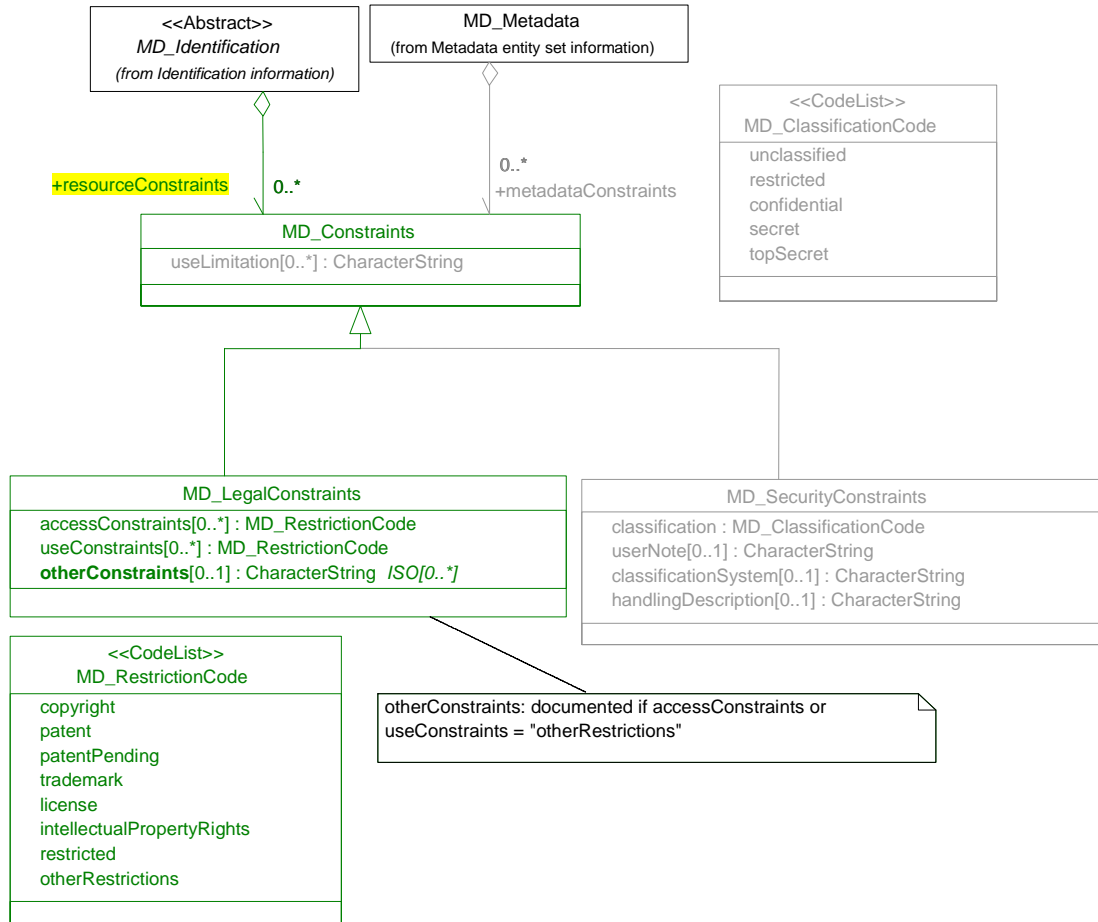 <<Abstract>>
MD_Identification
(from Identification information)
MD_Metadata
(from Metadata entity set information)
<<CodeList>>
MD_ClassificationCode
unclassified
restricted
confidential
secret
topSecret
+resourceConstraints
0..*
0..*
+metadataConstraints
MD_Constraints
useLimitation[0..*] : CharacterString
MD_LegalConstraints
accessConstraints[0..*] : MD_RestrictionCode
useConstraints[0..*] : MD_RestrictionCode
otherConstraints[0..1] : CharacterString ISO[0..*]
MD_SecurityConstraints
classification : MD_ClassificationCode
userNote[0..1] : CharacterString
classificationSystem[0..1] : CharacterString
handlingDescription[0..1] : CharacterString
<<CodeList>>
MD_RestrictionCode
copyright
patent
patentPending
trademark
license
intellectualPropertyRights
restricted
otherRestrictions
otherConstraints: documented if accessConstraints or
useConstraints = "otherRestrictions"